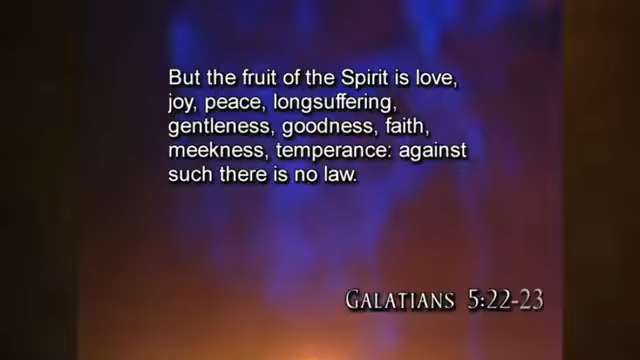 But the fruit of the Spirit is love,
joy, peace, longsuffering,
gentleness, goodness, faith,
meekness, temperance: against
such there is no law.
GALATIANS 5:22-23